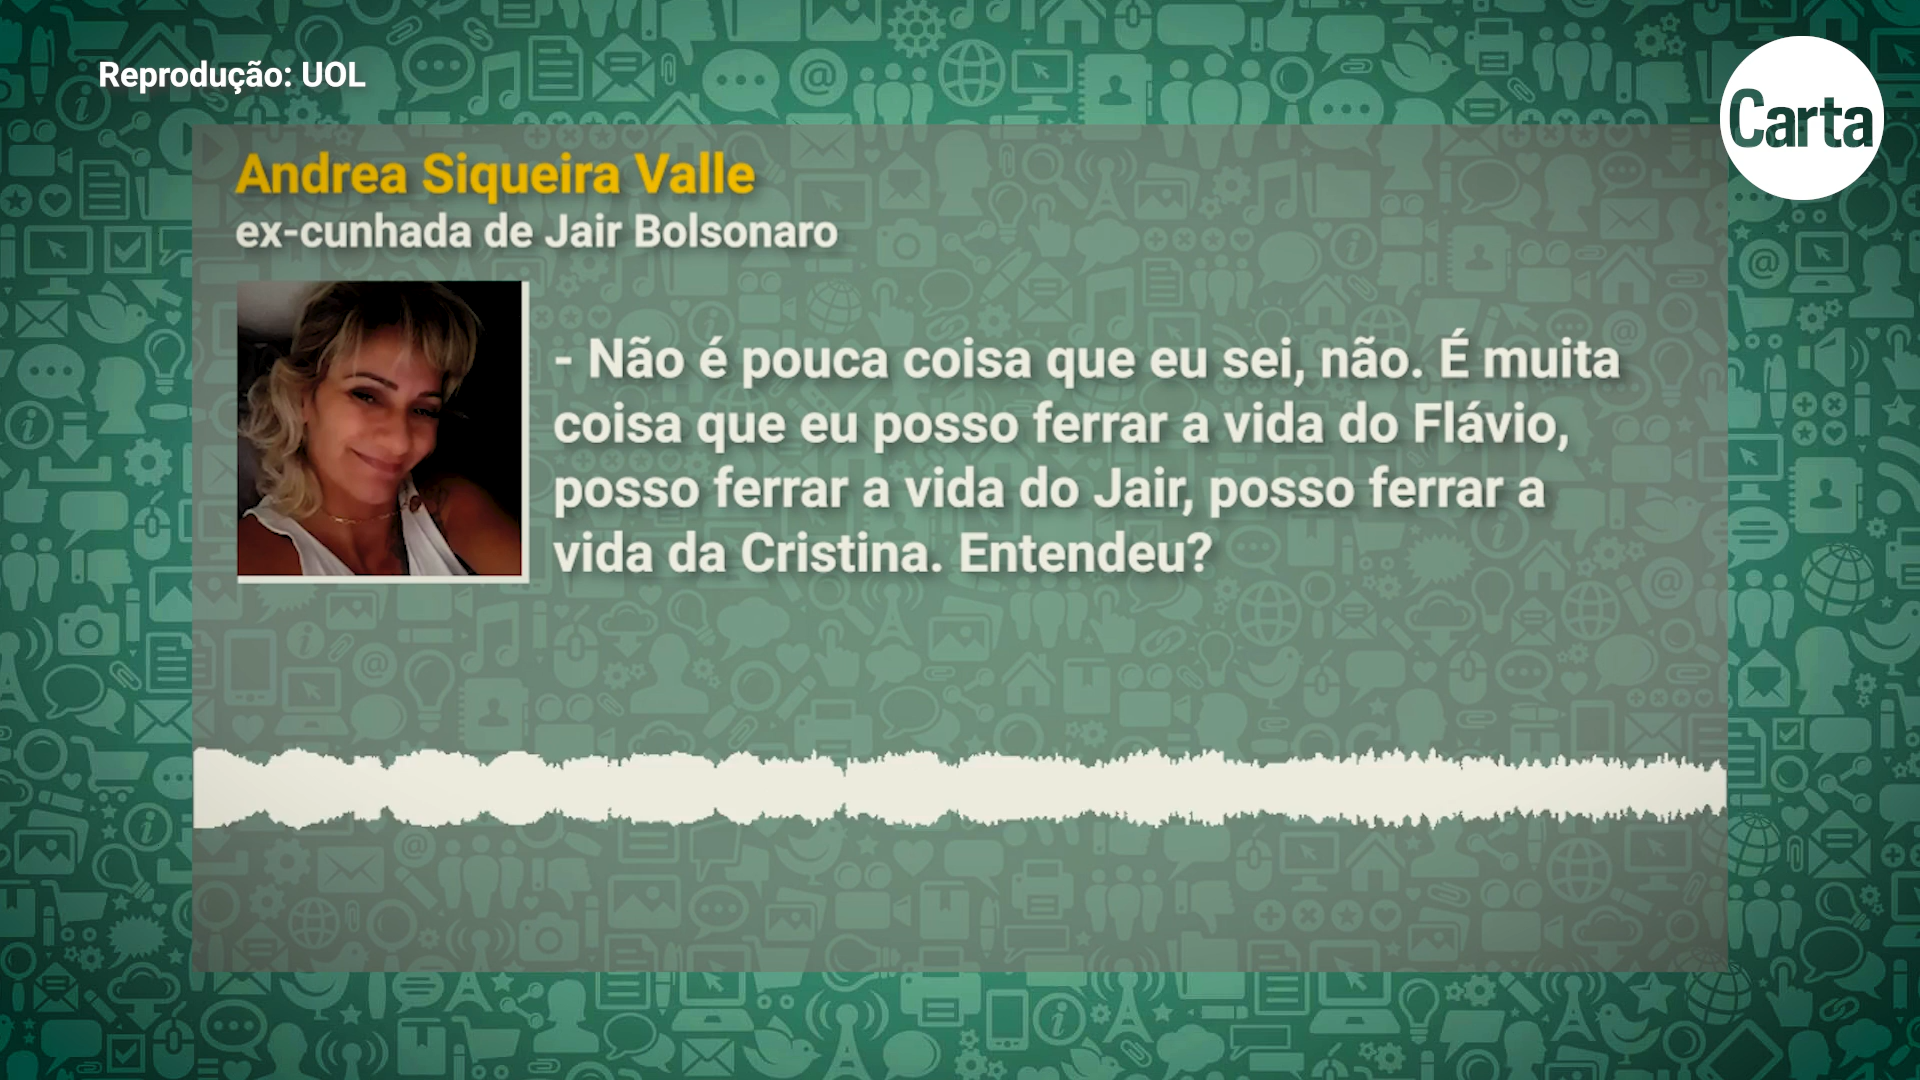 Reprodução: UOL
Carta
Andrea Siqueira Valle
ex-cunhada de Jair Bolsonaro
- Não é pouca coisa que eu sei, não. É muita
coisa que eu posso ferrar a vida do Flávio,
posso ferrar a vida do Jair, posso ferrar a
vida da Cristina. Entendeu?